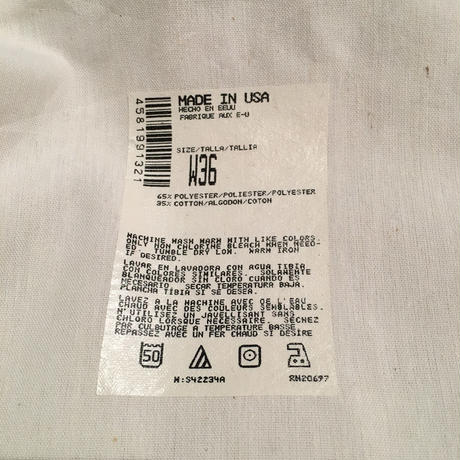 4581991321
MADE IN USA
HECHO EN EEUU
FABRIQUE AUX E-U
SIZE/TALLA/TALLIA
W36
65% POLYESTER/POLIESTER/POLYESTER
35% COTTON/ALGODON/COTON
MACHINE WASH WARM WITH LIKE COLORS
ONLY NON CHLORINE BLEACH WHEN NEED-
ED. TUMBLE DRY LOW. WARM IRON
IF DESIRED.
LAVAR EN LAVADORA CON AGUA TIBIA
CON COLORES SIMILARES. SOLAMENTE
BLANQUEADOR SIN CLORO CUANDO ES
NECESARIO. SECAR TEMPERATURA BAJA.
PLANCHA TIBIA SI SE DESEA.
LAVEZ A LA MACHINE AVEC DE L'EAU
CHAUD AVEC DES COULEURS SEMBLABLES.
N'UTILISEZ UN JAVELLISANT SANS
CHLORO LORSQUE NECESSAIRE. SECNEZ
PAR CULBUTAGE A TEMPERATURE BASSE
REPASSEZ AVEC UN FER CHAUD SI DESIRE
50
N:S42234A
RN20697